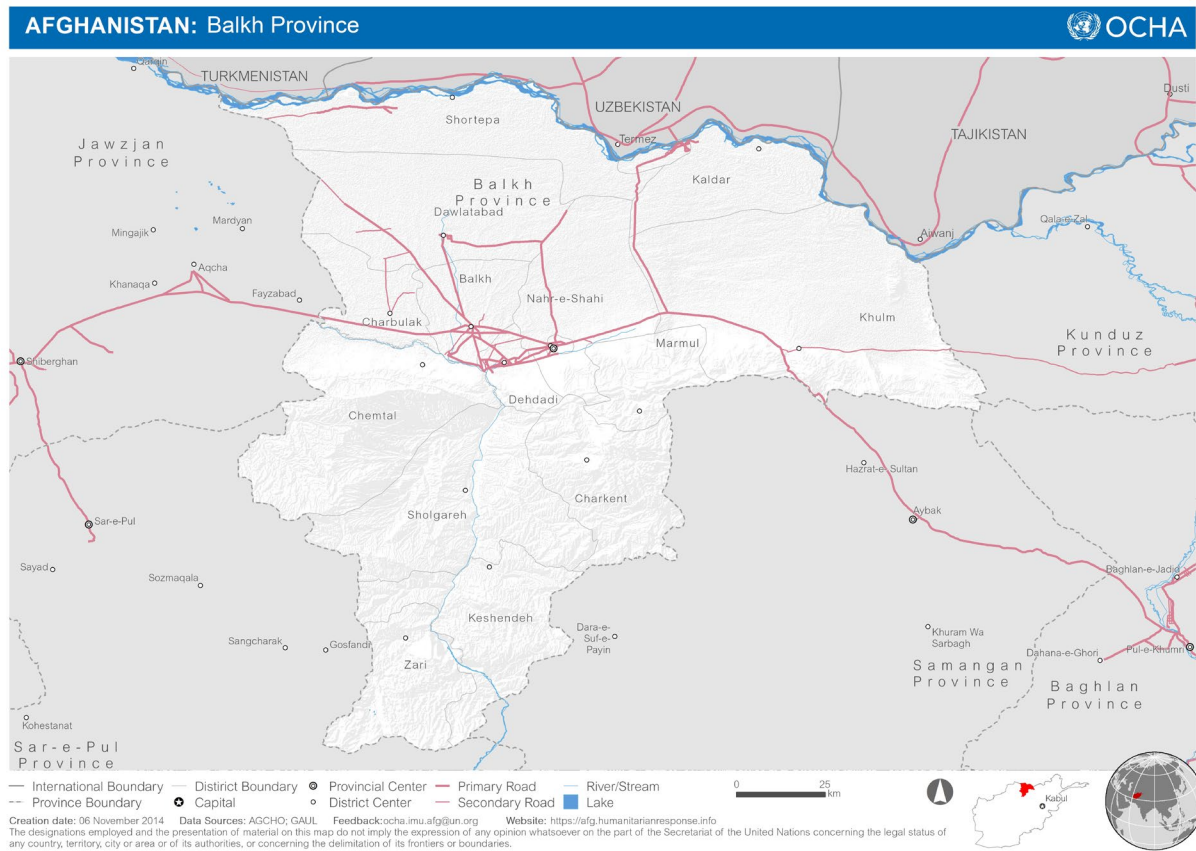 AFGHANISTAN: Balkh Province
OCHA
Qarqin
TURKMENISTAN
UZBEKISTAN
TAJIKISTAN
Dusti
Shortepa
Termez
Jawzjan
Province
Kaldar
Balkh
Province
Dawlatabad
Mardyan
Mingajik
Qala-e-Zal
Aiwanj
Aqcha
Khanaqa
Fayzabad
Balkh
Nahr-e-Shahi
Charbulak
Khulm
Marmul
Kunduz
Province
Shiberghan
Dehdadi
Chemtal
Hazrat-e-Sultan
Charkent
Sholgareh
Aybak
Sar-e-Pul
Sayad
Sozmaqala
Baghlan-e-Jadid
Keshendeh
Dara-e-
Suf-e-
Payin
Sangcharak
Gosfandi
Zari
Khuram Wa
Sarbagh
Dahana-e-Ghori
Pul-e-Khumri
Samangan
Province
Baghlan
Province
Kohestanat
Sar-e-Pul
Province
International Boundary
District Boundary
Provincial Center
Primary Road
River/Stream
0 25
km
Province Boundary
Capital
District Center
Secondary Road
Lake
Kabul
Creation date: 06 November 2014 Data Sources: AGCHO; GAUL Feedback:ocha.imu.afg@un.org Website: https://afg.humanitarianresponse.info
The designations employed and the presentation of material on this map do not imply the expression of any opinion whatsoever on the part of the Secretariat of the United Nations concerning the legal status of
any country, territory, city or area or of its authorities, or concerning the delimitation of its frontiers or boundaries.